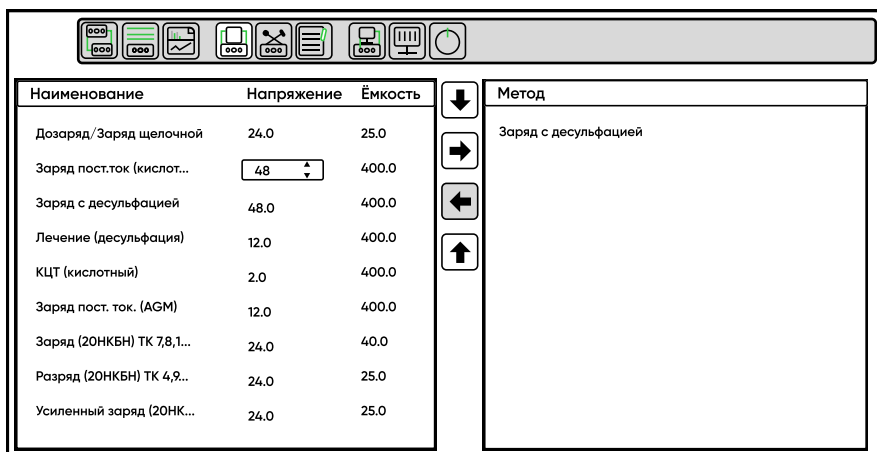 Наименование Напряжение Ёмкость
Дозаряд/Заряд щелочной 24.0 25.0
Заряд пост.ток (кислот... 48 400.0
Заряд с десульфацией 48.0 400.0
Лечение (десульфация) 12.0 400.0
КЦТ (кислотный) 2.0 400.0
Заряд пост. ток. (AGM) 12.0 400.0
Заряд (20НКБН) ТК 7,8,1... 24.0 40.0
Разряд (20НКБН) ТК 4,9... 24.0 25.0
Усиленный заряд (20НК... 24.0 25.0
Метод
Заряд с десульфацией